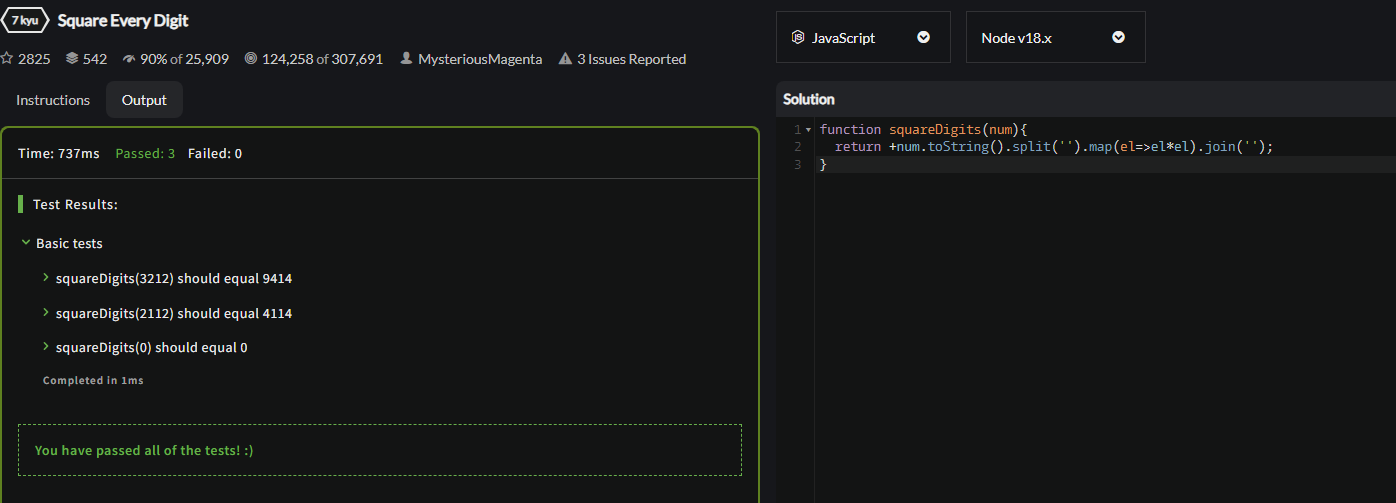 7 kyu Square Every Digit
2825 542 90% of 25,909 124,258 of 307,691 MysteriousMagenta 3 Issues Reported
Instructions Output
Time: 737ms Passed: 3 Failed: 0
Test Results:
Basic tests
squareDigits(3212) should equal 9414
squareDigits(2112) should equal 4114
squareDigits(0) should equal 0
Completed in 1ms
You have passed all of the tests! :)
JavaScript Node v18.x
Solution
1 function squareDigits(num){
2 return +num.toString().split('').map(el=>el*el).join('');
3 }